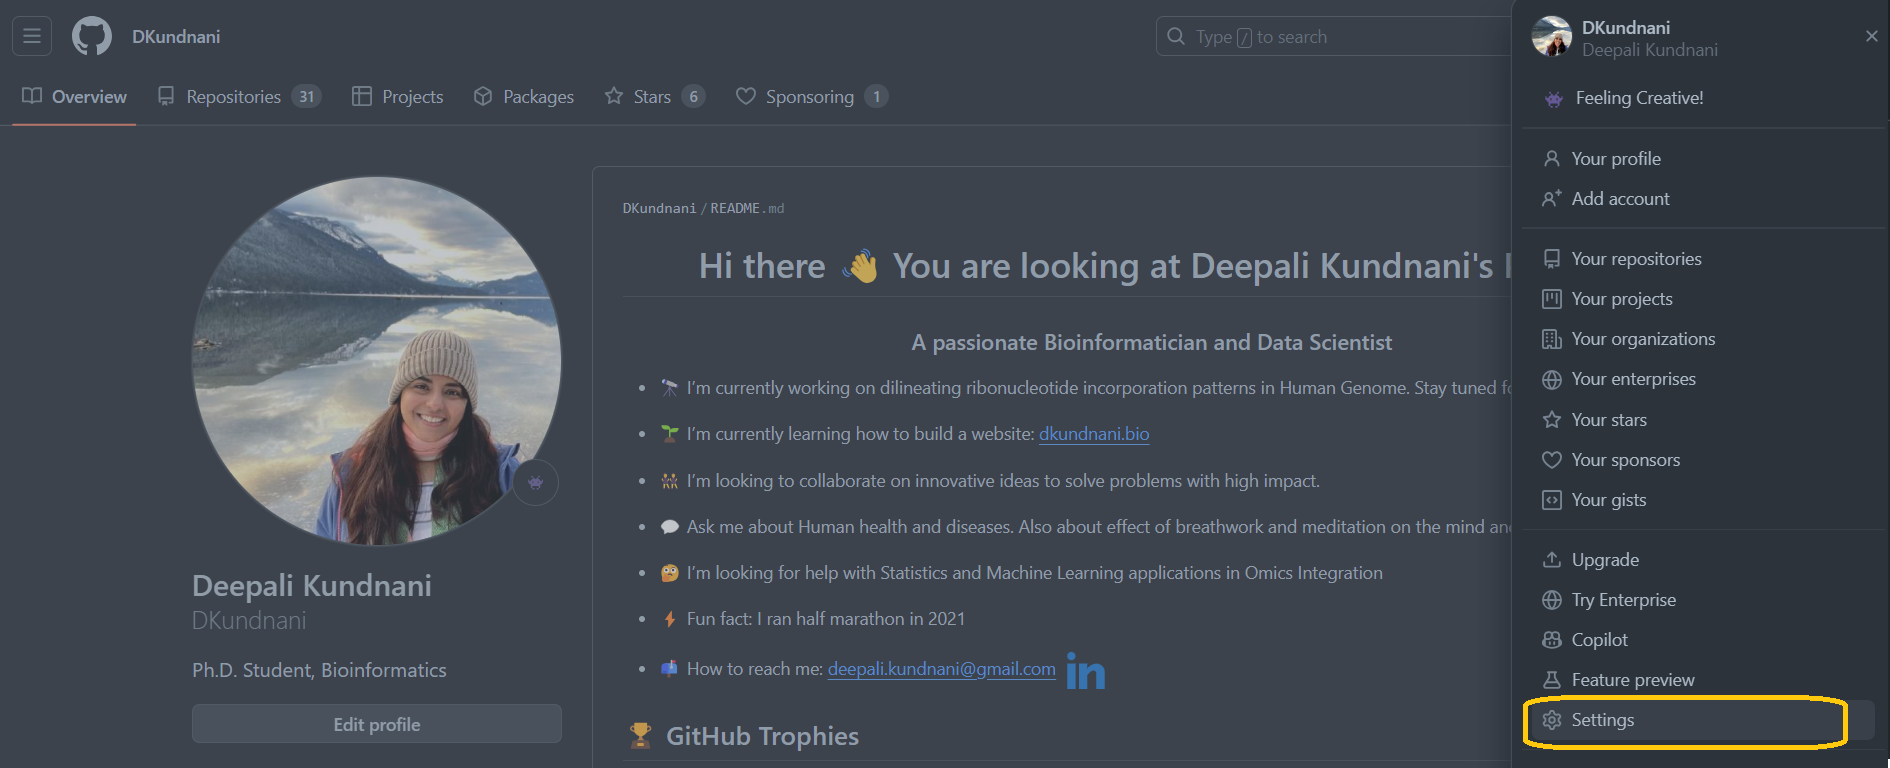 DKundnani
Type / to search
Overview
Repositories 31
Projects
Packages
Stars 6
Sponsoring 1
DKundnani / README.md
Hi there 👋 You are looking at Deepali Kundnani's
A passionate Bioinformatician and Data Scientist
🔭 I'm currently working on dilineating ribonucleotide incorporation patterns in Human Genome. Stay tuned
🌱 I'm currently learning how to build a website: dkundnani.bio
👯 I'm looking to collaborate on innovative ideas to solve problems with high impact.
💬 Ask me about Human health and diseases. Also about effect of breathwork and meditation on the mind
🤔 I'm looking for help with Statistics and Machine Learning applications in Omics Integration
⚡ Fun fact: I ran half marathon in 2021
📫 How to reach me: deepali.kundnani@gmail.com in
🏆 GitHub Trophies
Deepali Kundnani
DKundnani
Ph.D. Student, Bioinformatics
Edit profile
DKundnani
Deepali Kundnani
Feeling Creative!
Your profile
Add account
Your repositories
Your projects
Your organizations
Your enterprises
Your stars
Your sponsors
Your gists
Upgrade
Try Enterprise
Copilot
Feature preview
Settings